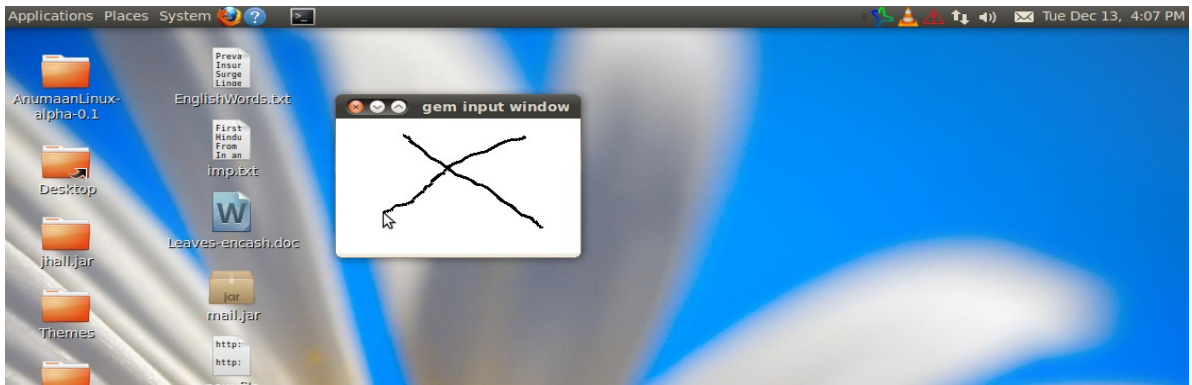 Applications Places System
Tue Dec 13, 4:07 PM
AnumaanLinux-
alpha-0.1
Preva
Insur
Surge
Linge
EnglishWords.txt
gem input window
First
Hindu
From
In an
imp.txt
Desktop
W
Leaves-encash.doc
jhall.jar
jar
mail.jar
Themes
http:
http: